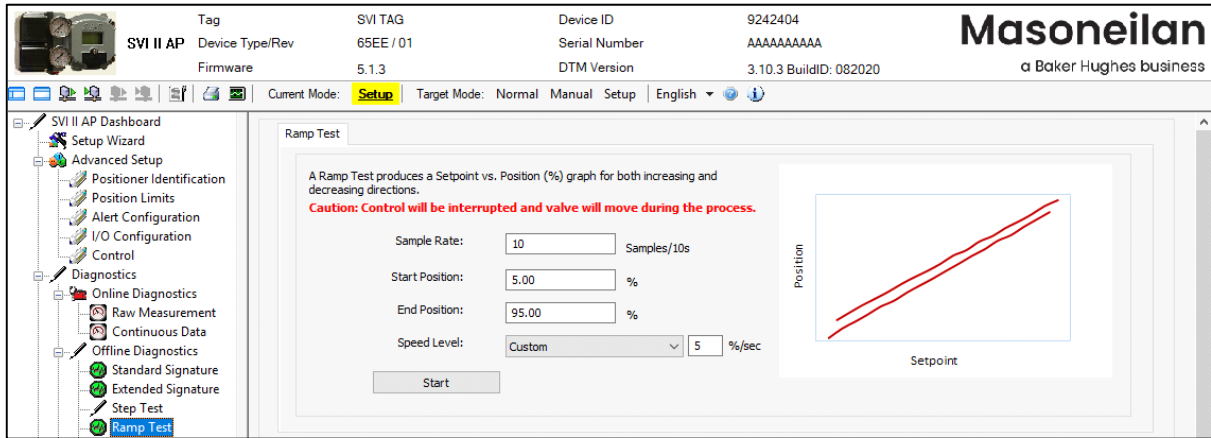 Tag SVI TAG Device ID 9242404
SVI II AP Device Type/Rev 65EE / 01 Serial Number AAAAAAAAAA
Firmware 5.1.3 DTM Version 3.10.3 BuildID: 082020
Masoneilan
a Baker Hughes business
Current Mode: Setup Target Mode: Normal Manual Setup English
SVI II AP Dashboard
Setup Wizard
Advanced Setup
Positioner Identification
Position Limits
Alert Configuration
I/O Configuration
Control
Diagnostics
Online Diagnostics
Raw Measurement
Continuous Data
Offline Diagnostics
Standard Signature
Extended Signature
Step Test
Ramp Test
Ramp Test
A Ramp Test produces a Setpoint vs. Position (%) graph for both increasing and
decreasing directions.
Caution: Control will be interrupted and valve will move during the process.
Sample Rate: 10 Samples/10s
Start Position: 5.00 %
End Position: 95.00 %
Speed Level: Custom 5 %/sec
Start
Position
Setpoint